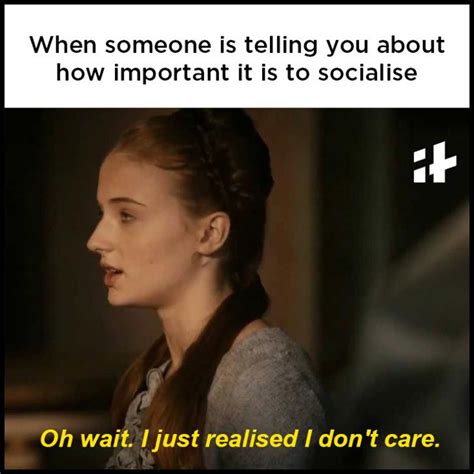 When someone is telling you about
how important it is to socialise
Oh wait. I just realised I don't care.